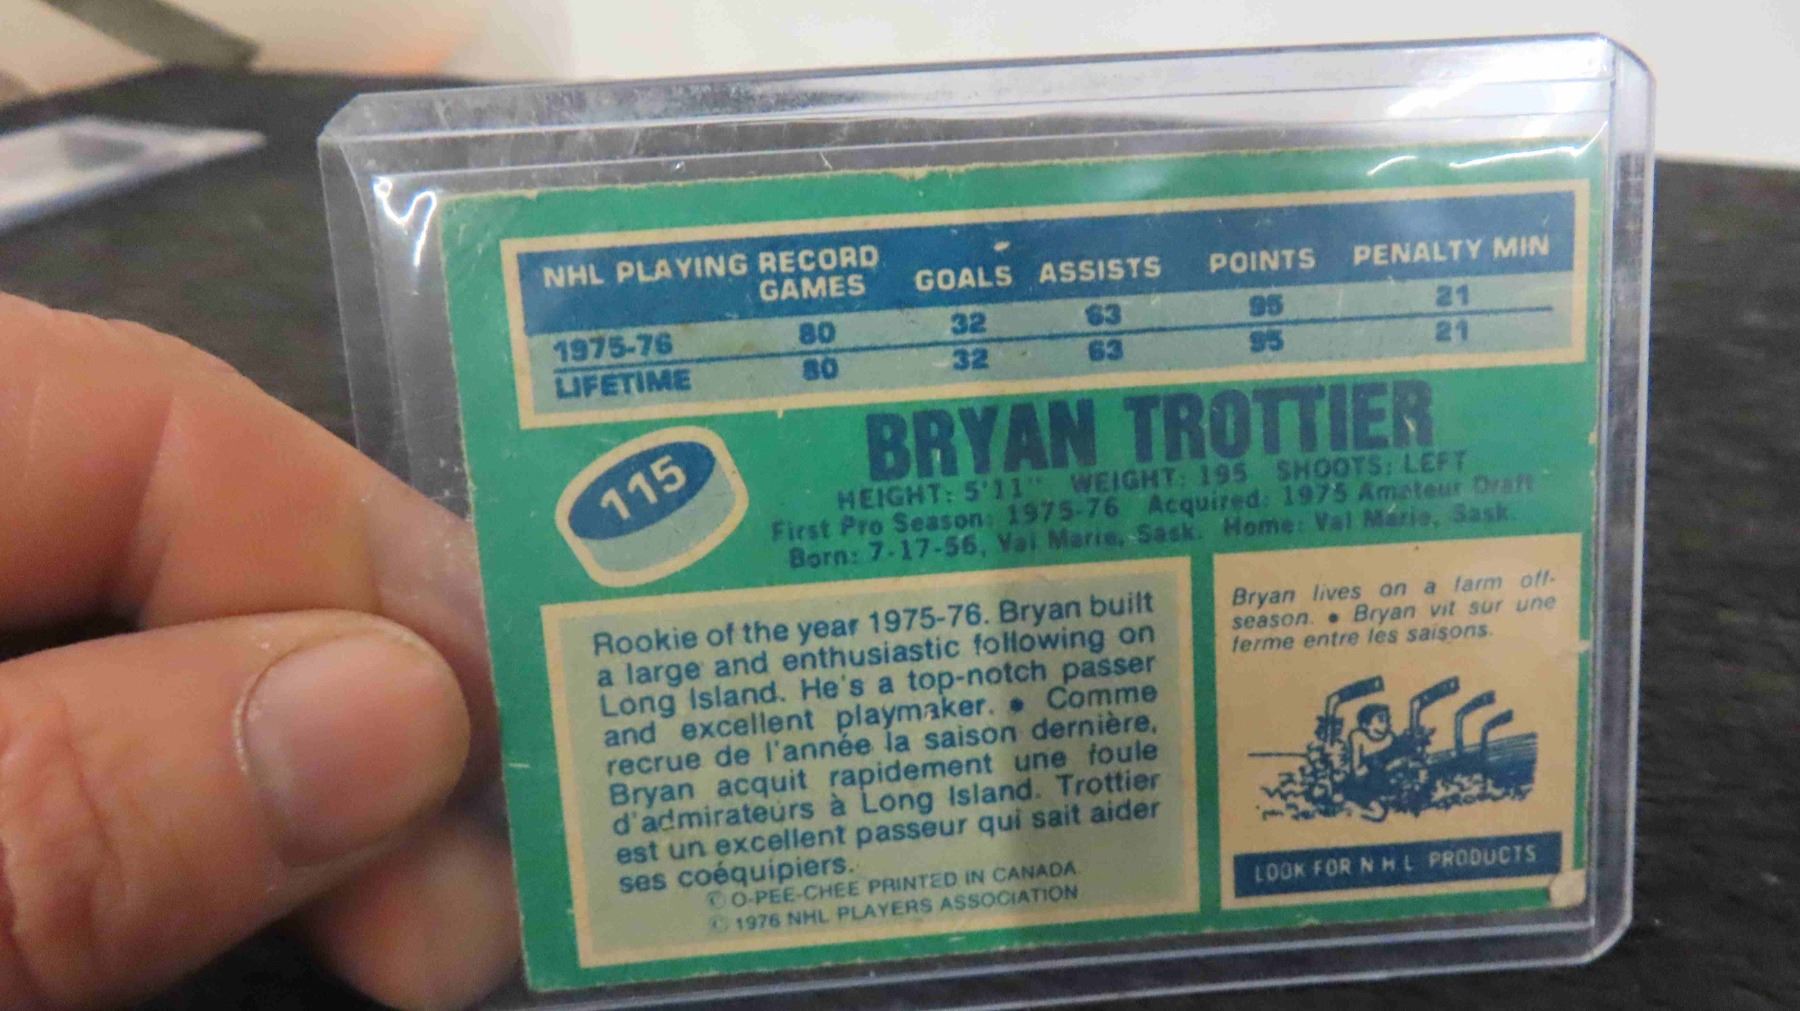 NHL PLAYING RECORD
GAMES GOALS ASSISTS POINTS PENALTY MIN
1975-76 80 32 63 95 21
LIFETIME 80 32 63 95 21
115
BRYAN TROTTIER
HEIGHT: 5'11" WEIGHT: 195 SHOOTS: LEFT
First Pro Season: 1975-76 Acquired: 1975 Amateur Draft
Born: 7-17-56, Val Marie, Sask. Home: Val Marie, Sask.
Rookie of the year 1975-76. Bryan built
a large and enthusiastic following on
Long Island. He's a top-notch passer
and excellent playmaker. • Comme
recrue de l'année la saison dernière,
Bryan acquit rapidement une foule
d'admirateurs à Long Island. Trottier
est un excellent passeur qui sait aider
ses coéquipiers.
© O-PEE-CHEE PRINTED IN CANADA
© 1976 NHL PLAYERS ASSOCIATION
Bryan lives on a farm off-
season. • Bryan vit sur une
ferme entre les saisons.
LOOK FOR N H L PRODUCTS